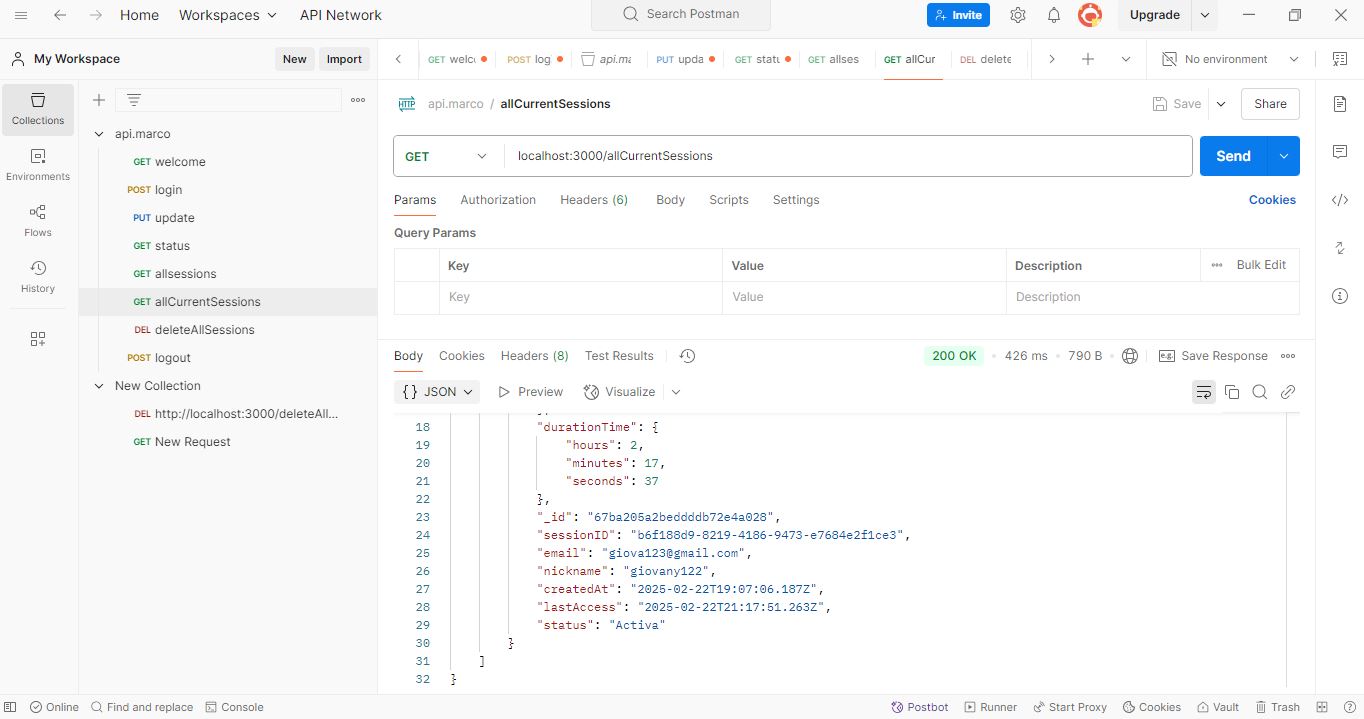 Home Workspaces API Network Search Postman Invite Upgrade
My Workspace New Import GET welc POST log api.ma PUT upda GET statu GET allses GET allCur DEL delete No environment
Collections
Environments
Flows
History
api.marco
GET welcome
POST login
PUT update
GET status
GET allsessions
GET allCurrentSessions
DEL deleteAllSessions
POST logout
New Collection
DEL http://localhost:3000/deleteAll...
GET New Request
HTTP api.marco / allCurrentSessions Save Share
GET localhost:3000/allCurrentSessions Send
Params Authorization Headers (6) Body Scripts Settings Cookies
Query Params
Key Value Description Bulk Edit
Key Value Description
Body Cookies Headers (8) Test Results 200 OK 426 ms 790 B e.g. Save Response
{} JSON Preview Visualize
18 "durationTime": {
19 "hours": 2,
20 "minutes": 17,
21 "seconds": 37
22 },
23 "_id": "67ba205a2beddddb72e4a028",
24 "sessionID": "b6f188d9-8219-4186-9473-e7684e2f1ce3",
25 "email": "giova123@gmail.com",
26 "nickname": "giovany122",
27 "createdAt": "2025-02-22T19:07:06.187Z",
28 "lastAccess": "2025-02-22T21:17:51.263Z",
29 "status": "Activa"
30 }
31 ]
32 }
Online Find and replace Console Postbot Runner Start Proxy Cookies Vault Trash